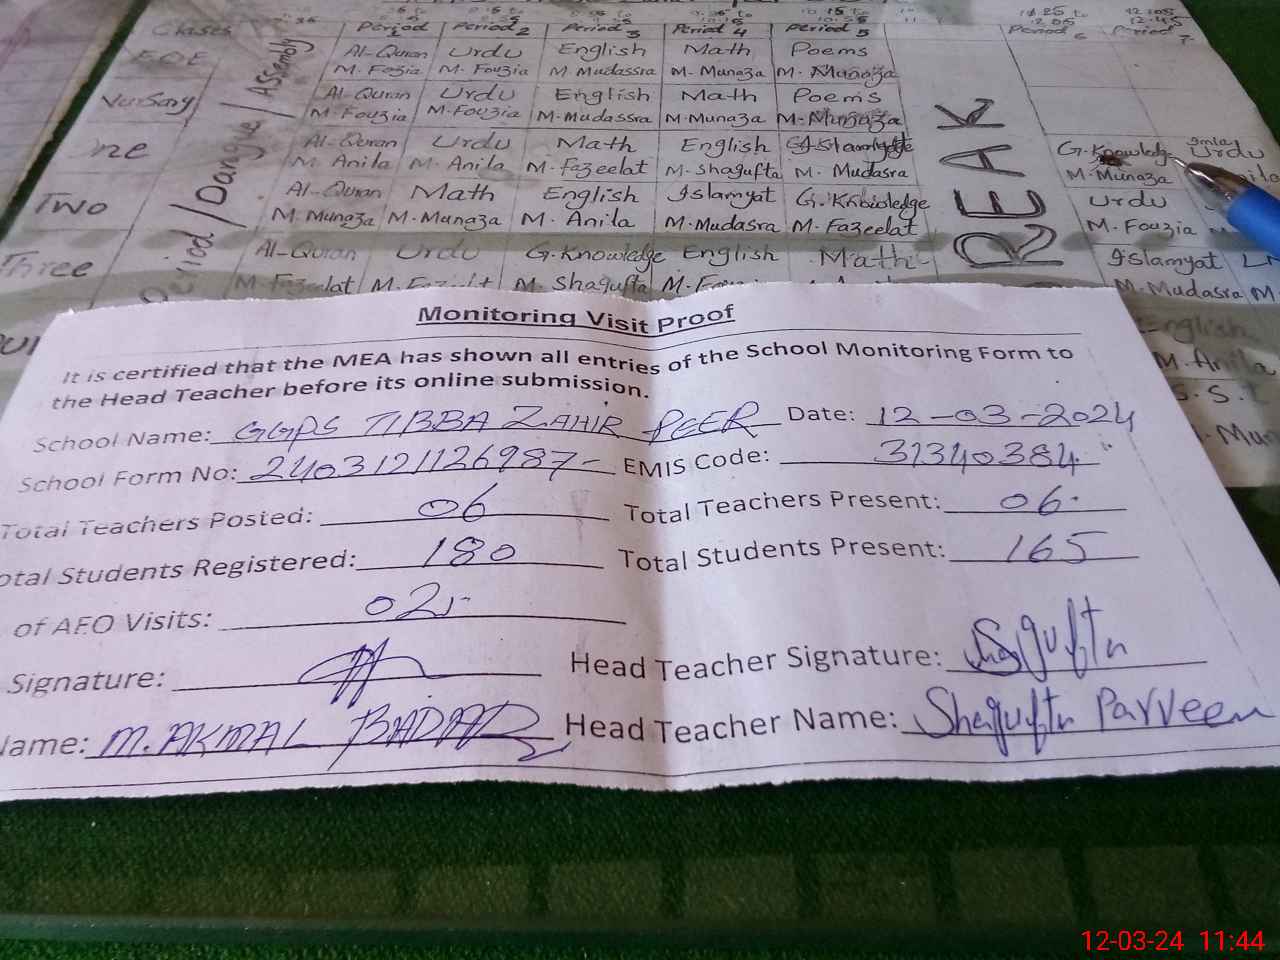 Classes Period 1 Period 2 Period 3 Period 4 Period 5 Period 6 Period 7
Period / Dangue / Assembly
E.C.E Al-Quran Urdu English Math Poems
M. Fozia M. Fouzia M Mudassra M. Munaza M. Munaza
Nursary Al-Quran Urdu English Math Poems
M. Fouzia M. Fouzia M. Mudassra M Munaza M. Munaza
One Al-Quran Urdu Math English Islamyat G. Knowledge Urdu
M. Anila M. Anila M. Fazeelat M. Shagufta M. Mudasra M. Munaza
Two Al-Quran Math English Islamyat G. Knowledge Urdu
M. Munaza M. Munaza M. Anila M. Mudasra M. Fazeelat M. Fouzia
Three Al-Quran Urdu G. Knowledge English Math Islamyat
M. Fazeelat M. Shagufta M. Mudasra
BREAK
English
M. Anila
Monitoring Visit Proof
It is certified that the MEA has shown all entries of the School Monitoring Form to
the Head Teacher before its online submission.
School Name: GGPS TIBBA ZAHIR PEER Date: 12-03-2024
School Form No: 2403121126987- EMIS Code: 31340384
Total Teachers Posted: 06 Total Teachers Present: 06
otal Students Registered: 180 Total Students Present: 165
of AEO Visits: 02
Signature: Head Teacher Signature: Shagufta
Name: M. AKMAL BADAR Head Teacher Name: Shagufta Parveen
12-03-24 11:44